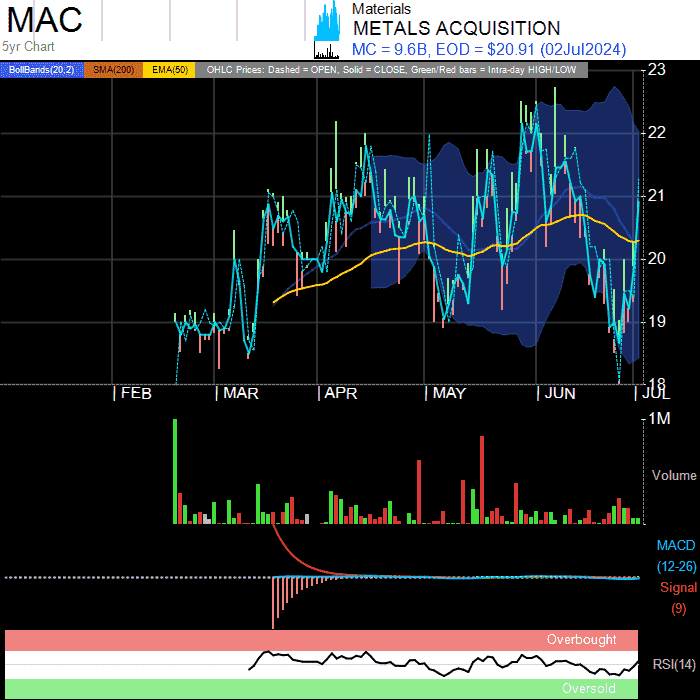 MAC
5yr Chart
Materials
METALS ACQUISITION
MC = 9.6B, EOD = $20.91 (02Jul2024)
BollBands(20,2) SMA(200) EMA(50) OHLC Prices: Dashed = OPEN, Solid = CLOSE, Green/Red bars = Intra-day HIGH/LOW
23
22
21
20
19
18
FEB MAR APR MAY JUN JUL
1M
Volume
MACD
(12-26)
Signal
(9)
Overbought
RSI(14)
Oversold